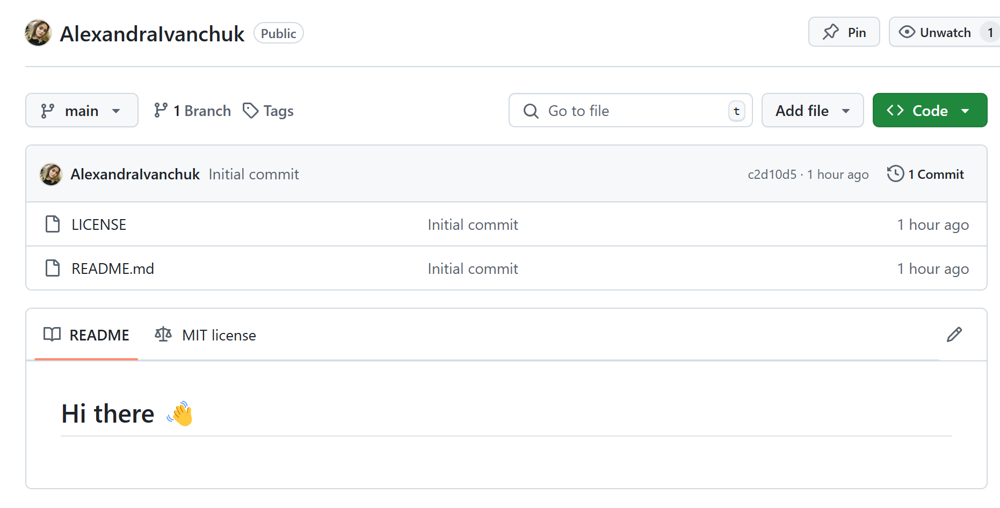 AlexandraIvanchuk Public Pin Unwatch 1
main 1 Branch Tags Go to file t Add file Code
AlexandraIvanchuk Initial commit c2d10d5 · 1 hour ago 1 Commit
LICENSE Initial commit 1 hour ago
README.md Initial commit 1 hour ago
README MIT license
Hi there 👋